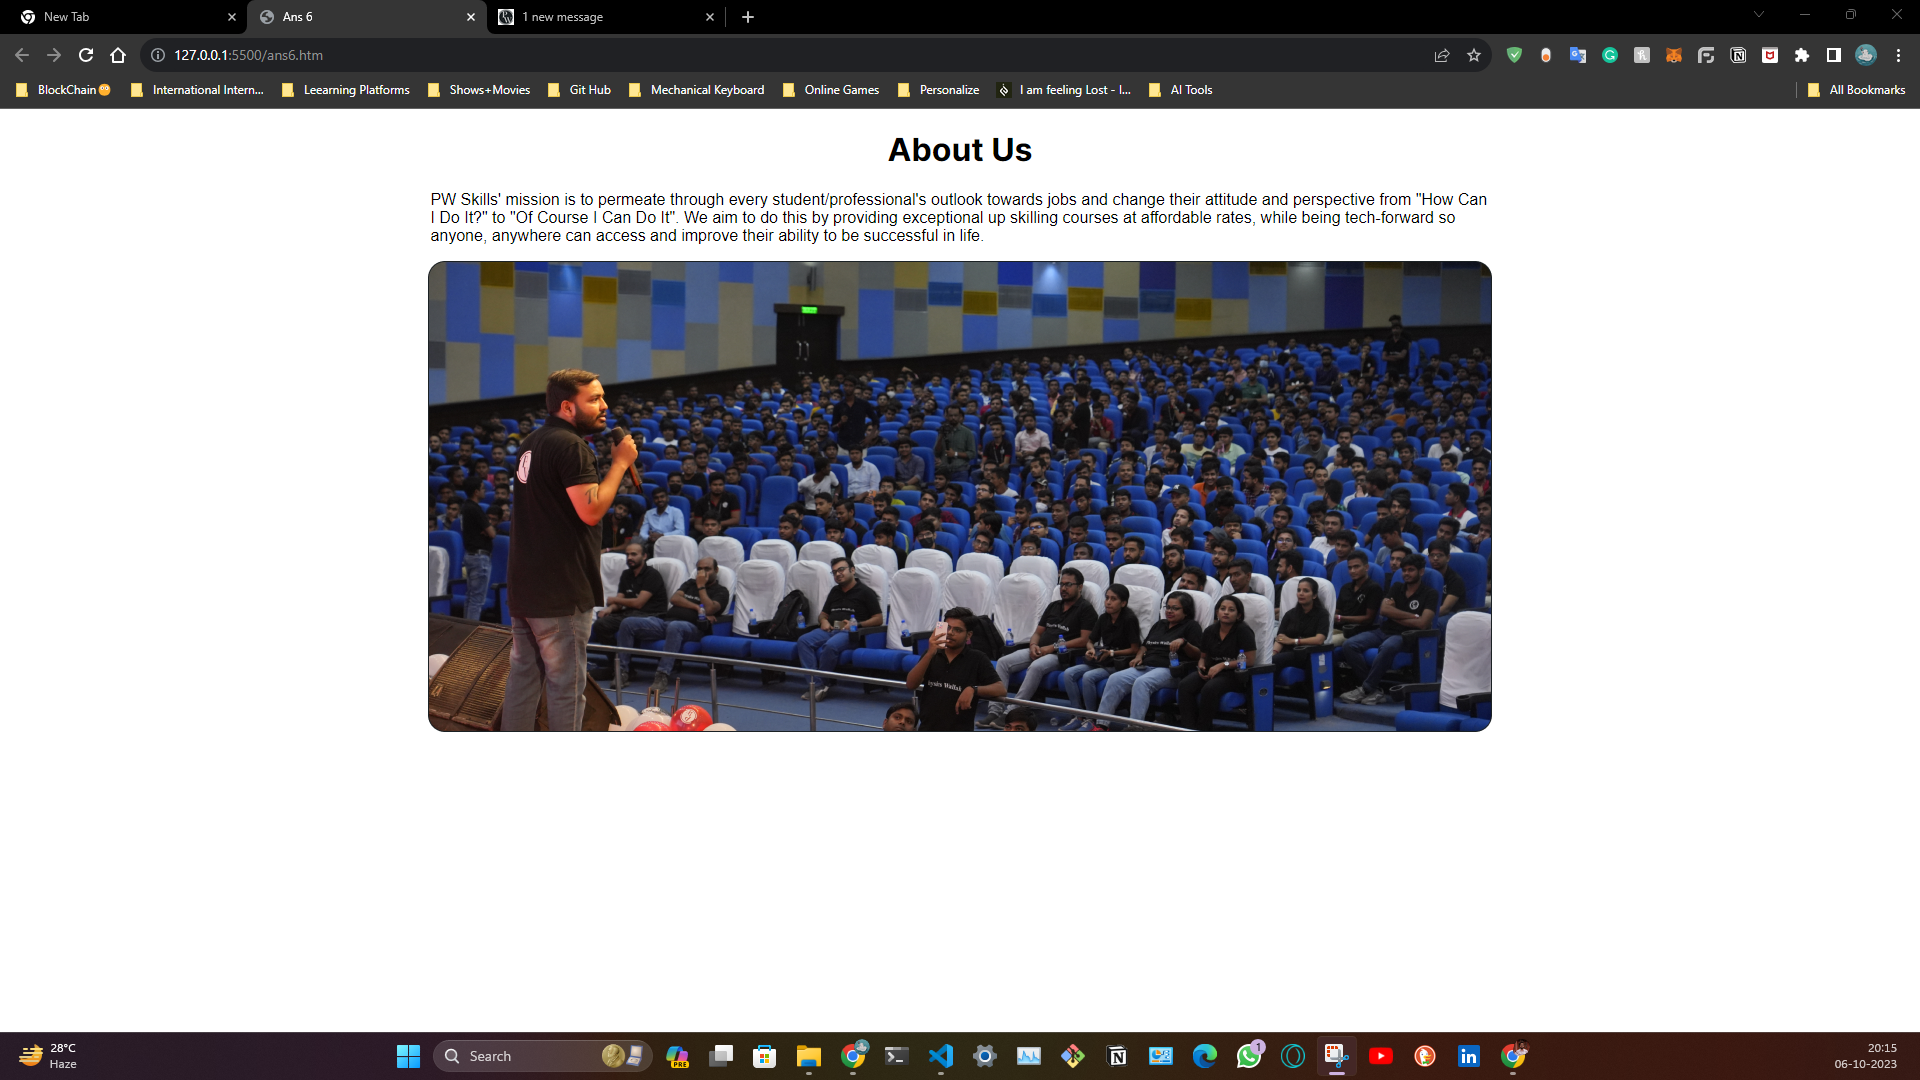 New Tab
Ans 6
1 new message
127.0.0.1:5500/ans6.htm
BlockChain
International Intern...
Leearning Platforms
Shows+Movies
Git Hub
Mechanical Keyboard
Online Games
Personalize
I am feeling Lost - I...
AI Tools
All Bookmarks
About Us
PW Skills' mission is to permeate through every student/professional's outlook towards jobs and change their attitude and perspective from "How Can
I Do It?" to "Of Course I Can Do It". We aim to do this by providing exceptional up skilling courses at affordable rates, while being tech-forward so
anyone, anywhere can access and improve their ability to be successful in life.
28°C
Haze
Search
PRE
1
20:15
06-10-2023